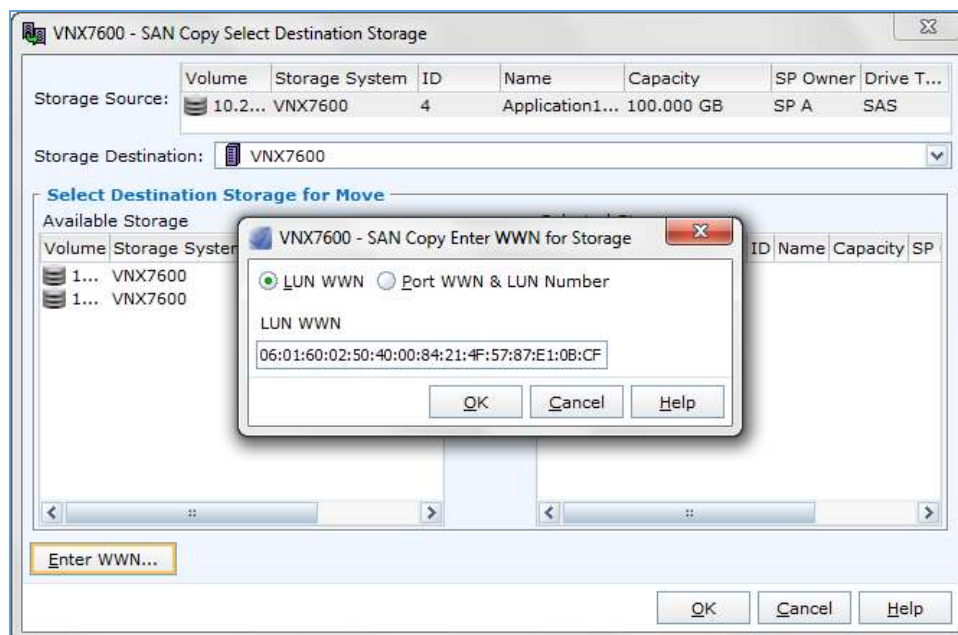 VNX7600 - SAN Copy Select Destination Storage
Volume Storage System ID Name Capacity SP Owner Drive T...
Storage Source: 10.2... VNX7600 4 Application1... 100.000 GB SP A SAS
Storage Destination: VNX7600
Select Destination Storage for Move
Available Storage
Volume Storage System ID Name Capacity SP
1... VNX7600
1... VNX7600
VNX7600 - SAN Copy Enter WWN for Storage
LUN WWN Port WWN & LUN Number
LUN WWN
06:01:60:02:50:40:00:84:21:4F:57:87:E1:0B:CF
OK Cancel Help
Enter WWN...
OK Cancel Help